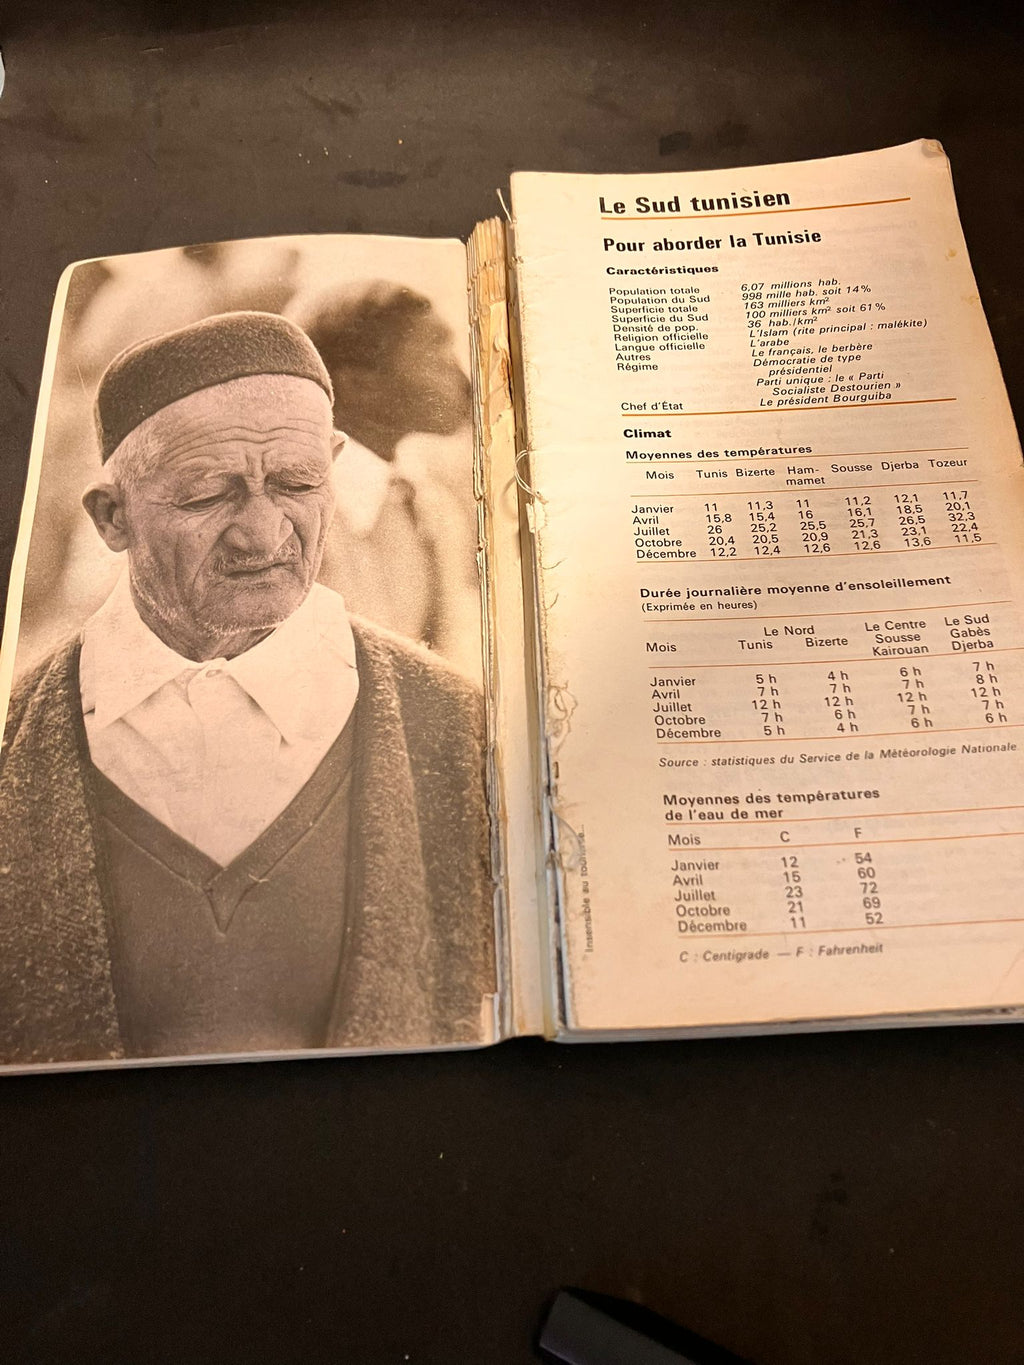 Le Sud tunisien
Pour aborder la Tunisie
Caractéristiques
Population totale 6,07 millions hab.
Population du Sud 998 mille hab. soit 14%
Superficie totale 163 milliers km²
Superficie du Sud 100 milliers km² soit 61%
Densité de pop. 36 hab./km²
Religion officielle L'Islam (rite principal : malékite)
Langue officielle L'arabe
Autres Le français, le berbère
Régime Démocratie de type
présidentiel
Parti unique : le « Parti
Socialiste Destourien »
Chef d'État Le président Bourguiba
Climat
Moyennes des températures
Mois Tunis Bizerte Ham- Sousse Djerba Tozeur
mamet
Janvier 11 11,3 11 11,2 12,1 11,7
Avril 15,8 15,4 16 16,1 18,5 20,1
Juillet 26 25,2 25,5 25,7 26,5 32,3
Octobre 20,4 20,5 20,9 21,3 23,1 22,4
Décembre 12,2 12,4 12,6 12,6 13,6 11,5
Durée journalière moyenne d'ensoleillement
(Exprimée en heures)
Le Nord Le Centre Le Sud
Mois Tunis Bizerte Sousse Gabès
Kairouan Djerba
Janvier 5 h 4 h 6 h 7 h
Avril 7 h 7 h 7 h 8 h
Juillet 12 h 12 h 12 h 12 h
Octobre 7 h 6 h 7 h 7 h
Décembre 5 h 4 h 6 h 6 h
Source : statistiques du Service de la Météorologie Nationale.
Moyennes des températures
de l'eau de mer
Mois C F
Janvier 12 54
Avril 15 60
Juillet 23 72
Octobre 21 69
Décembre 11 52
C : Centigrade — F : Fahrenheit
Insensible au tourisme...